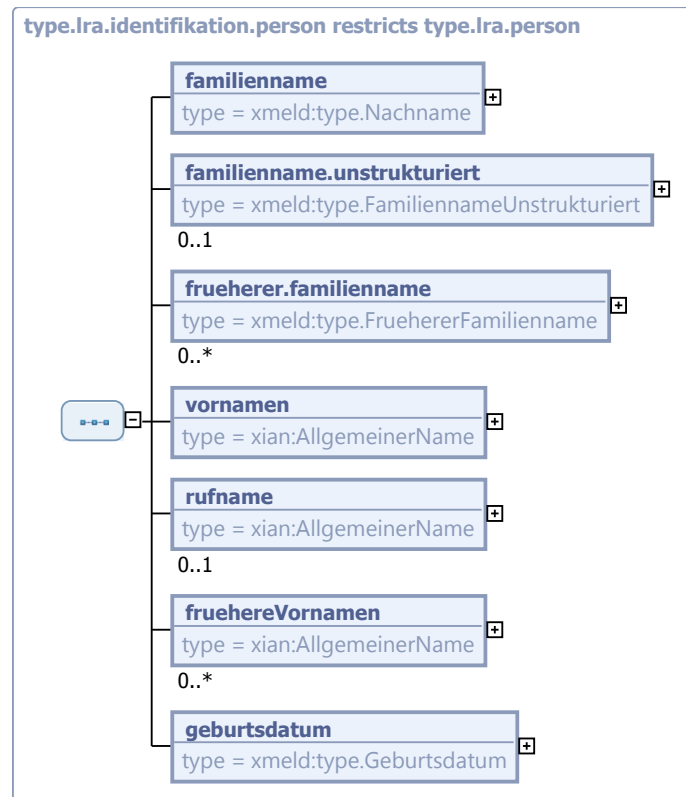 type.lra.identifikation.person restricts type.lra.person
familienname
type = xmeld:type.Nachname
familienname.unstrukturiert
type = xmeld:type.FamiliennameUnstrukturiert
0..1
frueherer.familienname
type = xmeld:type.FruehererFamilienname
0..*
vornamen
type = xian:AllgemeinerName
rufname
type = xian:AllgemeinerName
0..1
fruehereVornamen
type = xian:AllgemeinerName
0..*
geburtsdatum
type = xmeld:type.Geburtsdatum